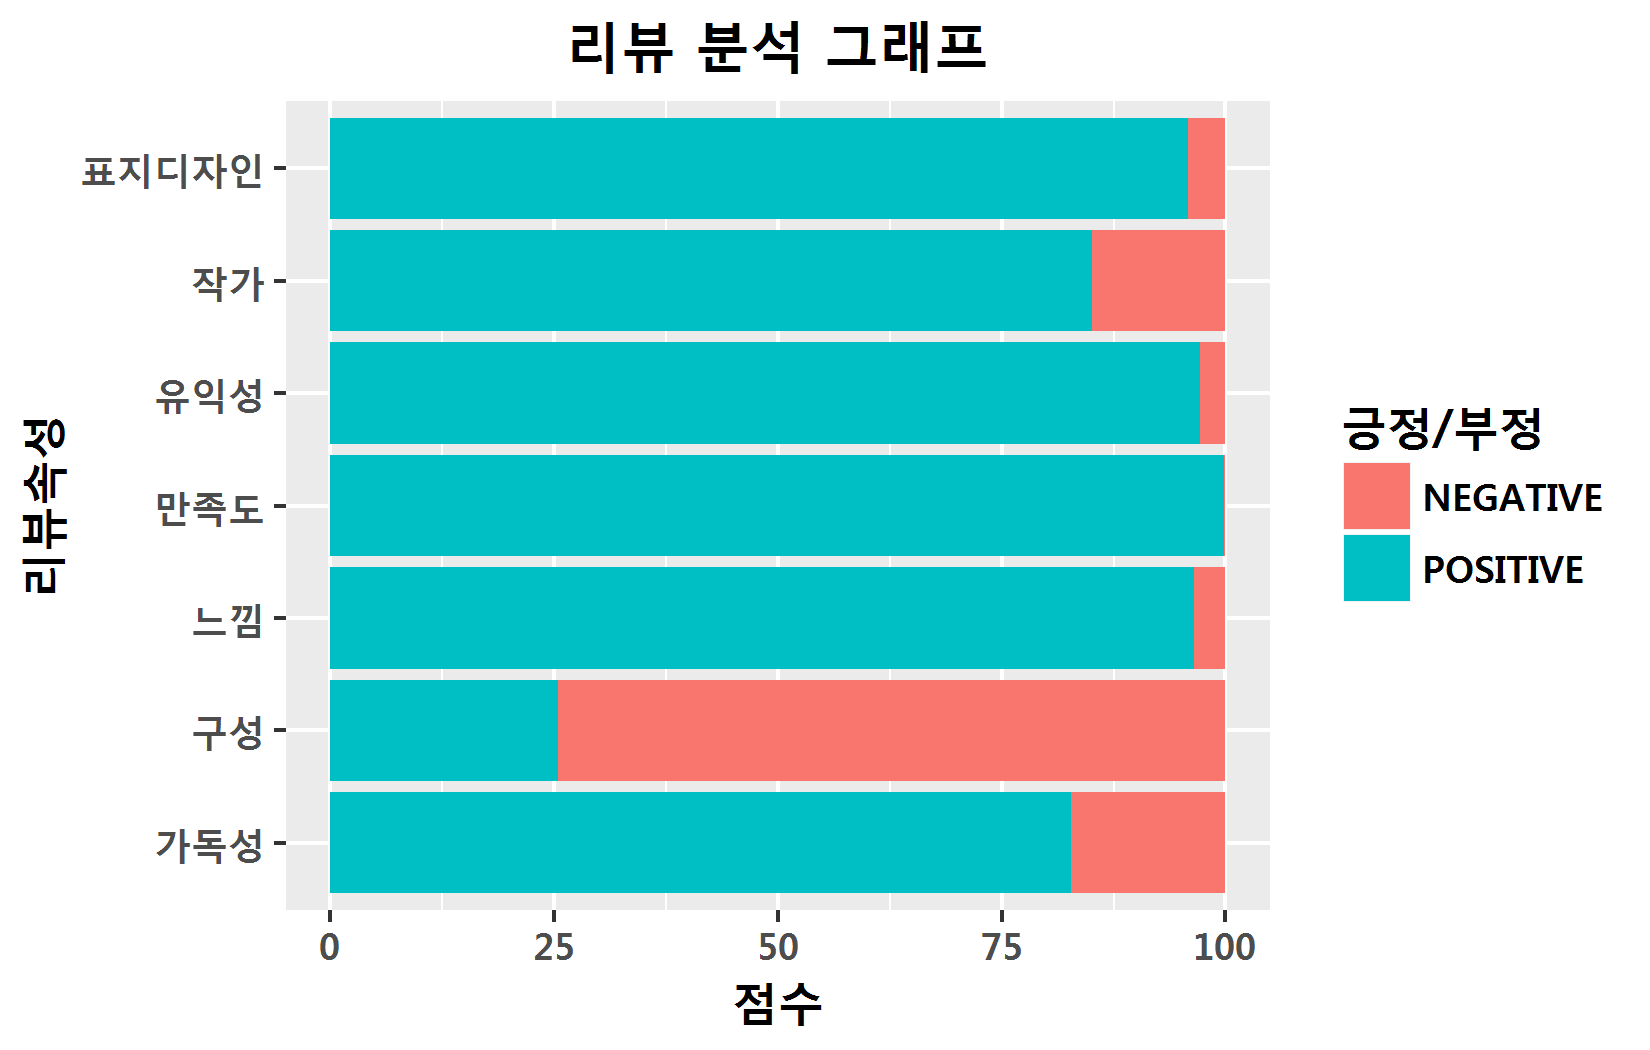 리뷰 분석 그래프
리뷰속성
표지디자인
작가
유익성
만족도
느낌
구성
가독성
0 25 50 75 100
점수
긍정/부정
NEGATIVE
POSITIVE